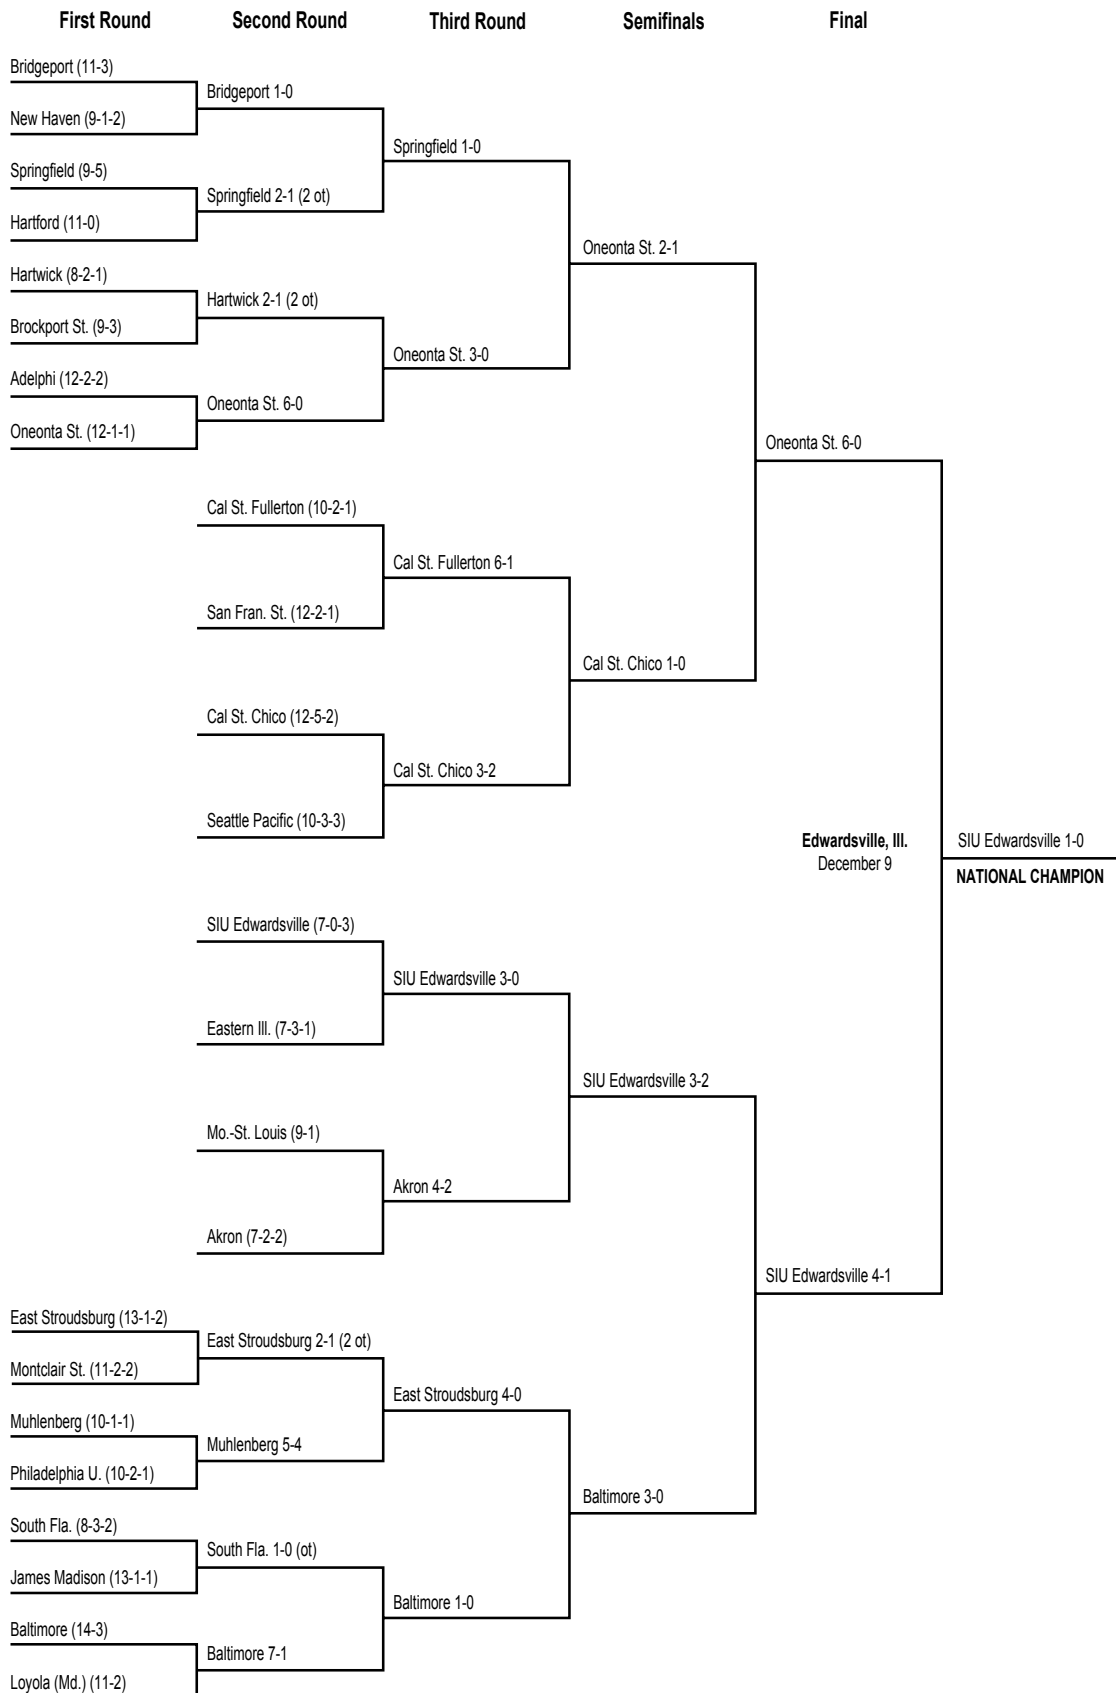 First Round Second Round Third Round Semifinals Final
Bridgeport (11-3)
Bridgeport 1-0
New Haven (9-1-2)
Springfield 1-0
Springfield (9-5)
Springfield 2-1 (2 ot)
Hartford (11-0)
Oneonta St. 2-1
Hartwick (8-2-1)
Hartwick 2-1 (2 ot)
Brockport St. (9-3)
Oneonta St. 3-0
Adelphi (12-2-2)
Oneonta St. 6-0
Oneonta St. (12-1-1)
Oneonta St. 6-0
Cal St. Fullerton (10-2-1)
Cal St. Fullerton 6-1
San Fran. St. (12-2-1)
Cal St. Chico 1-0
Cal St. Chico (12-5-2)
Cal St. Chico 3-2
Seattle Pacific (10-3-3)
Edwardsville, Ill.
December 9
SIU Edwardsville 1-0
NATIONAL CHAMPION
SIU Edwardsville (7-0-3)
SIU Edwardsville 3-0
Eastern Ill. (7-3-1)
SIU Edwardsville 3-2
Mo.-St. Louis (9-1)
Akron 4-2
Akron (7-2-2)
SIU Edwardsville 4-1
East Stroudsburg (13-1-2)
East Stroudsburg 2-1 (2 ot)
Montclair St. (11-2-2)
East Stroudsburg 4-0
Muhlenberg (10-1-1)
Muhlenberg 5-4
Philadelphia U. (10-2-1)
Baltimore 3-0
South Fla. (8-3-2)
South Fla. 1-0 (ot)
James Madison (13-1-1)
Baltimore 1-0
Baltimore (14-3)
Baltimore 7-1
Loyola (Md.) (11-2)